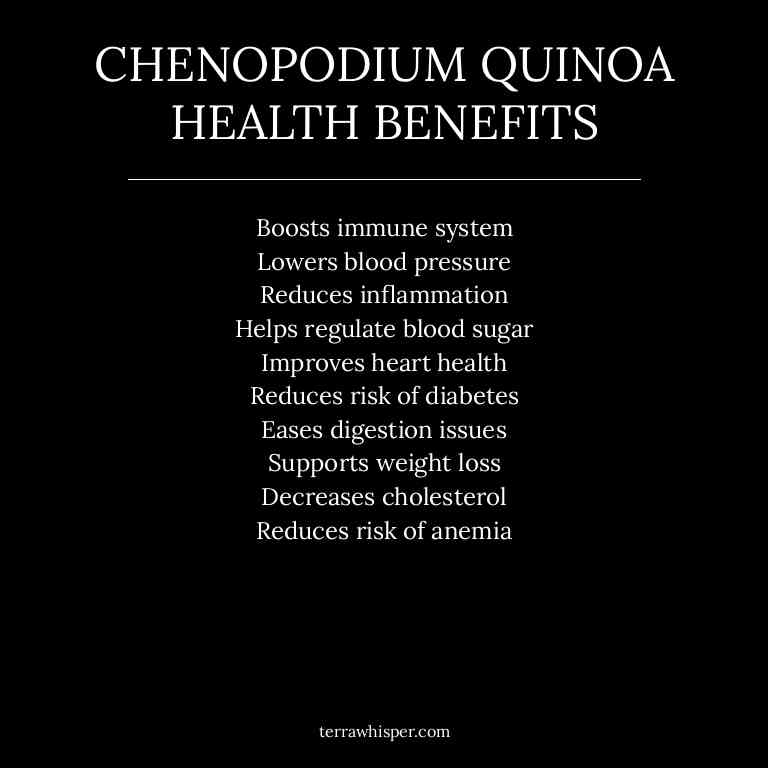 CHENOPODIUM QUINOA
HEALTH BENEFITS
Boosts immune system
Lowers blood pressure
Reduces inflammation
Helps regulate blood sugar
Improves heart health
Reduces risk of diabetes
Eases digestion issues
Supports weight loss
Decreases cholesterol
Reduces risk of anemia
terrawhisper.com